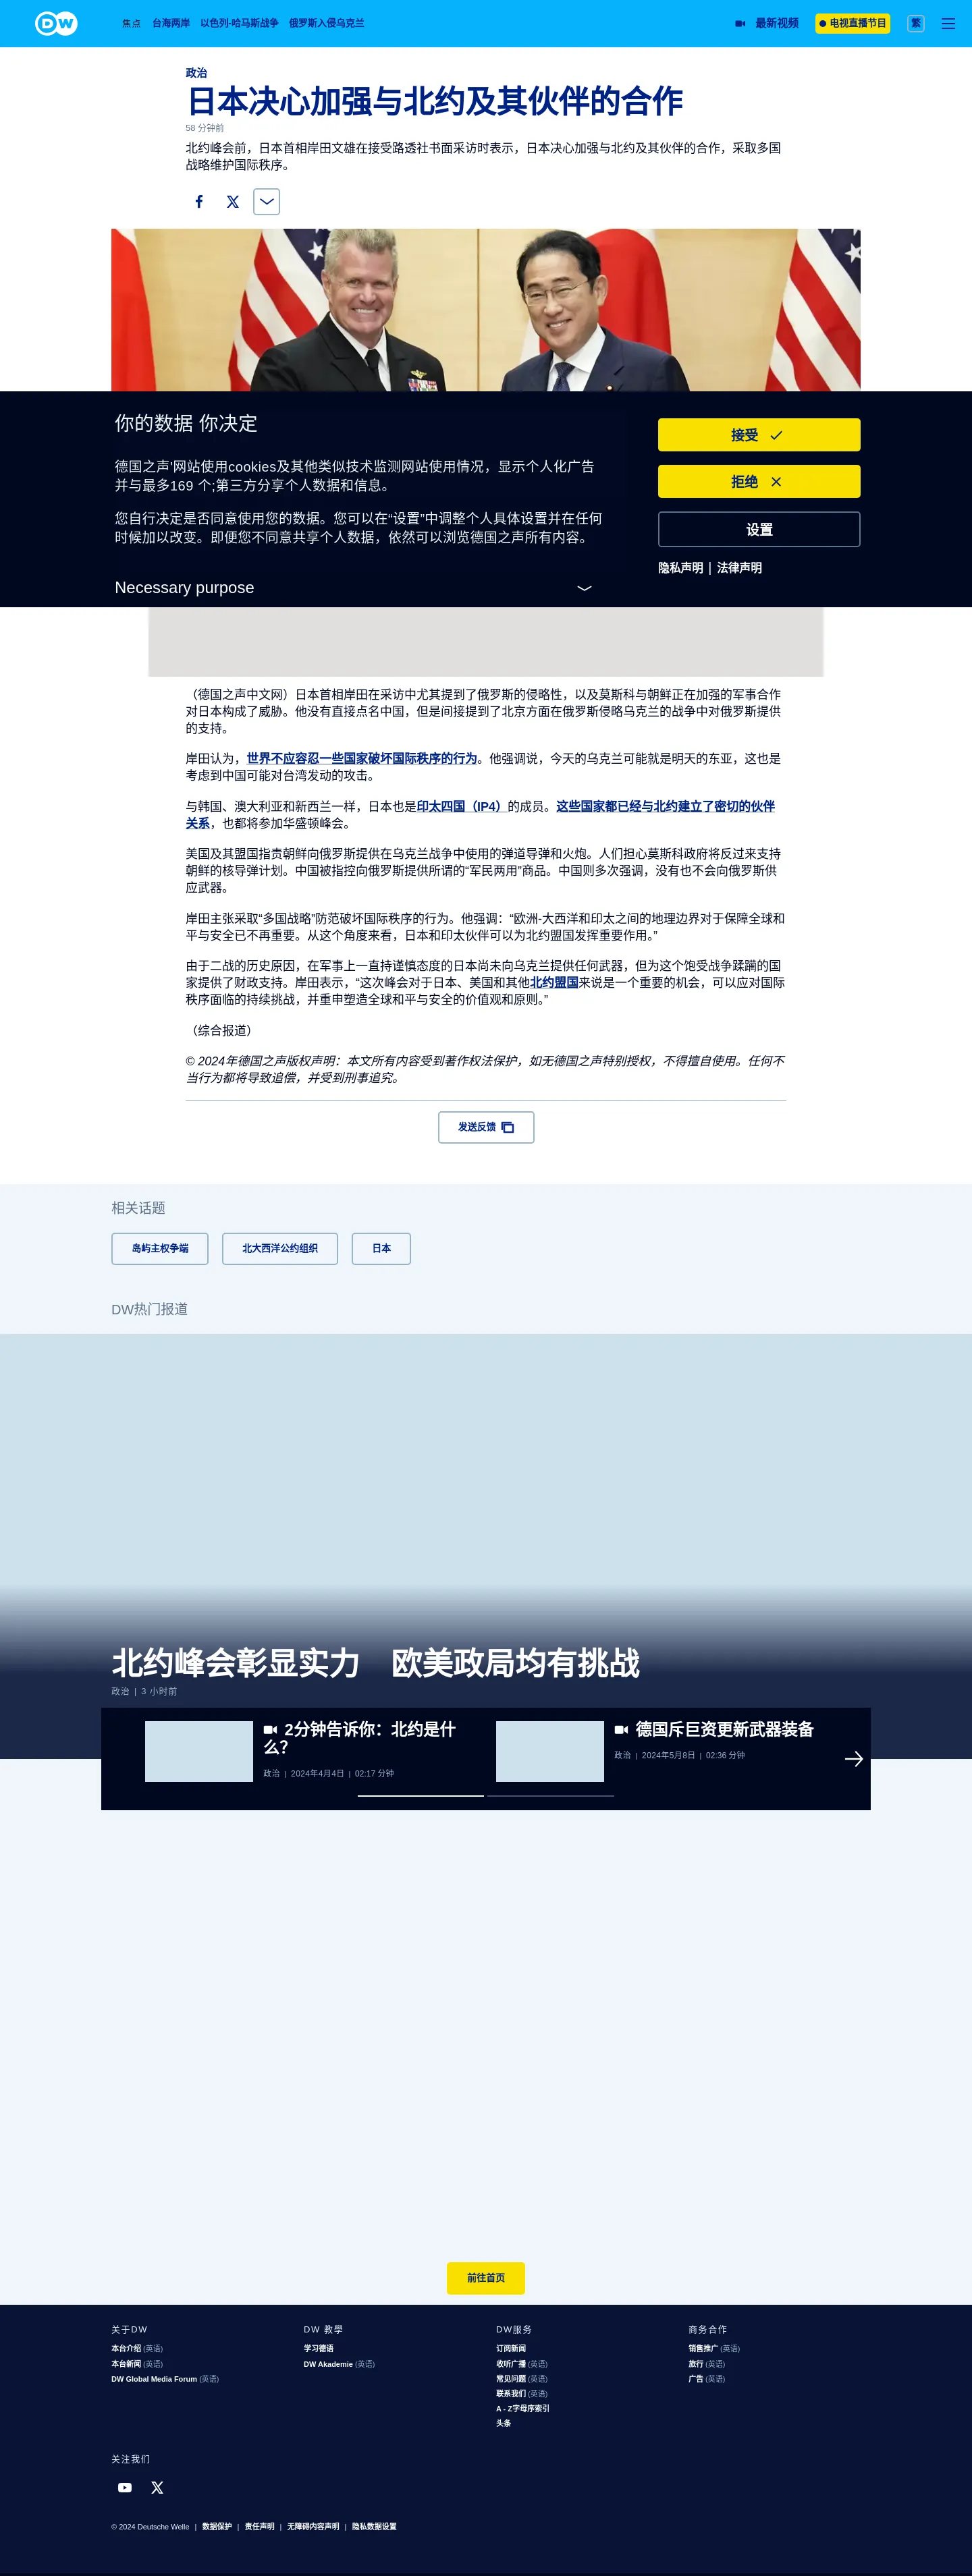 DW
焦点 台海两岸 以色列-哈马斯战争 俄罗斯入侵乌克兰 最新视频 电视直播节目 繁
政治
日本决心加强与北约及其伙伴的合作
58 分钟前
北约峰会前，日本首相岸田文雄在接受路透社书面采访时表示，日本决心加强与北约及其伙伴的合作，采取多国
战略维护国际秩序。
你的数据 你决定
德国之声'网站使用cookies及其他类似技术监测网站使用情况，显示个人化广告
并与最多169 个;第三方分享个人数据和信息。
您自行决定是否同意使用您的数据。您可以在“设置”中调整个人具体设置并在任何
时候加以改变。即便您不同意共享个人数据，依然可以浏览德国之声所有内容。
Necessary purpose
接受
拒绝
设置
隐私声明 | 法律声明
（德国之声中文网）日本首相岸田在采访中尤其提到了俄罗斯的侵略性，以及莫斯科与朝鲜正在加强的军事合作
对日本构成了威胁。他没有直接点名中国，但是间接提到了北京方面在俄罗斯侵略乌克兰的战争中对俄罗斯提供
的支持。
岸田认为，世界不应容忍一些国家破坏国际秩序的行为。他强调说，今天的乌克兰可能就是明天的东亚，这也是
考虑到中国可能对台湾发动的攻击。
与韩国、澳大利亚和新西兰一样，日本也是印太四国（IP4）的成员。这些国家都已经与北约建立了密切的伙伴
关系，也都将参加华盛顿峰会。
美国及其盟国指责朝鲜向俄罗斯提供在乌克兰战争中使用的弹道导弹和火炮。人们担心莫斯科政府将反过来支持
朝鲜的核导弹计划。中国被指控向俄罗斯提供所谓的“军民两用”商品。中国则多次强调，没有也不会向俄罗斯供
应武器。
岸田主张采取“多国战略”防范破坏国际秩序的行为。他强调：“欧洲-大西洋和印太之间的地理边界对于保障全球和
平与安全已不再重要。从这个角度来看，日本和印太伙伴可以为北约盟国发挥重要作用。”
由于二战的历史原因，在军事上一直持谨慎态度的日本尚未向乌克兰提供任何武器，但为这个饱受战争蹂躏的国
家提供了财政支持。岸田表示，“这次峰会对于日本、美国和其他北约盟国来说是一个重要的机会，可以应对国际
秩序面临的持续挑战，并重申塑造全球和平与安全的价值观和原则。”
（综合报道）
© 2024年德国之声版权声明：本文所有内容受到著作权法保护，如无德国之声特别授权，不得擅自使用。任何不
当行为都将导致追偿，并受到刑事追究。
发送反馈
相关话题
岛屿主权争端 北大西洋公约组织 日本
DW热门报道
北约峰会彰显实力　欧美政局均有挑战
政治 | 3 小时前
2分钟告诉你：北约是什
么？
政治 | 2024年4月4日 | 02:17 分钟
德国斥巨资更新武器装备
政治 | 2024年5月8日 | 02:36 分钟
前往首页
关于DW
本台介绍 (英语)
本台新闻 (英语)
DW Global Media Forum (英语)
DW 教學
学习德语
DW Akademie (英语)
DW服务
订阅新闻
收听广播 (英语)
常见问题 (英语)
联系我们 (英语)
A - Z字母序索引
头条
商务合作
销售推广 (英语)
旅行 (英语)
广告 (英语)
关注我们
© 2024 Deutsche Welle | 数据保护 | 责任声明 | 无障碍内容声明 | 隐私数据设置